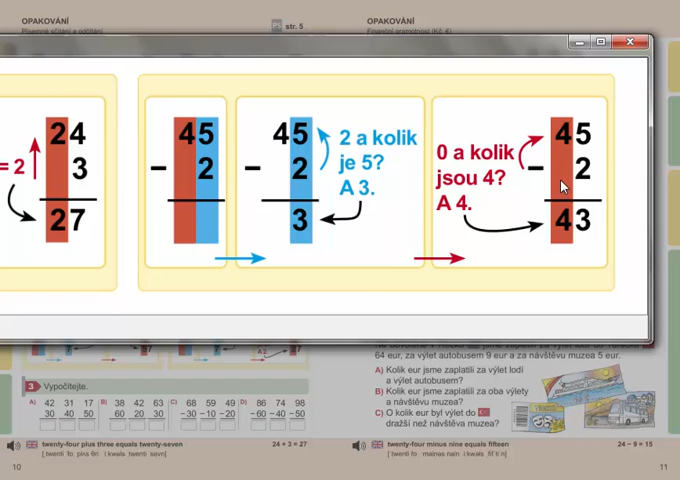 OPAKOVÁNÍ
Písemné sčítání a odčítání
str. 5
OPAKOVÁNÍ
Finanční gramotnost (Kč, €)
24
3
27
= 2
45
– 2
45
– 2
3
2 a kolik
je 5?
A 3.
0 a kolik
jsou 4?
A 4.
45
– 2
43
64 eur, za výlet autobusem 9 eur a za návštěvu muzea 5 eur.
3 Vypočítejte.
A) 42 31 17 B) 38 42 63 C) 68 59 49 D) 86 74 98
30 40 50 60 20 30 –30 –10 –20 –60 –40 –50
A) Kolik eur jsme zaplatili za výlet lodí
a výlet autobusem?
B) Kolik eur jsme zaplatili za oba výlety
a návštěvu muzea?
C) O kolik eur byl výlet do
dražší než návštěva muzea?
twenty-four plus three equals twenty-seven 24 + 3 = 27
10
twenty-four minus nine equals fifteen 24 – 9 = 15
11